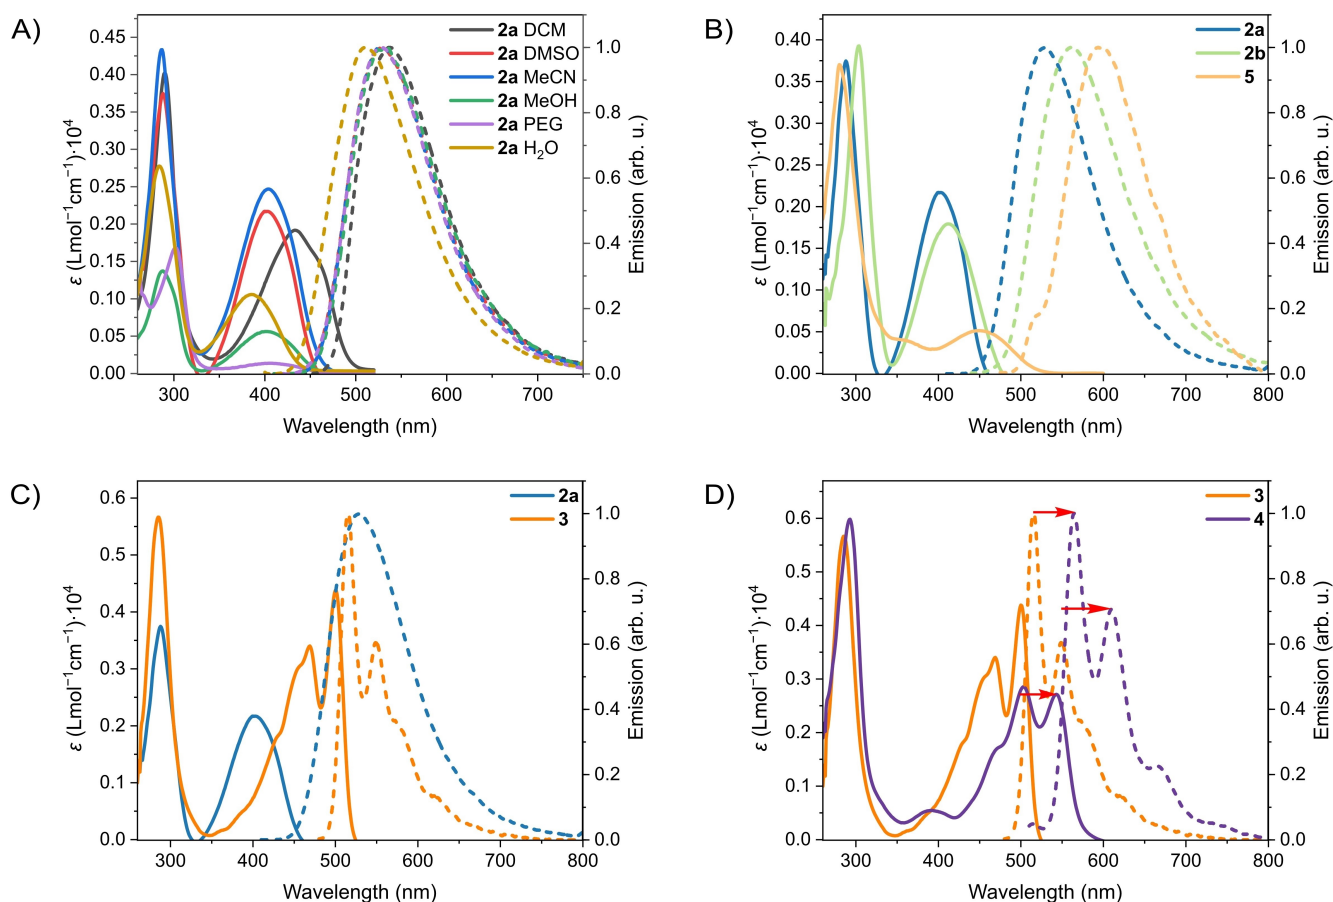 A)
2a DCM
2a DMSO
2a MeCN
2a MeOH
2a PEG
2a H₂O
0.45
0.40
0.35
0.30
0.25
0.20
0.15
0.10
0.05
0.00
ε (Lmol⁻¹cm⁻¹)·10⁴
1.0
0.8
0.6
0.4
0.2
0.0
Emission (arb. u.)
300 400 500 600 700
Wavelength (nm)
B)
2a
2b
5
0.40
0.35
0.30
0.25
0.20
0.15
0.10
0.05
0.00
ε (Lmol⁻¹cm⁻¹)·10⁴
1.0
0.8
0.6
0.4
0.2
0.0
Emission (arb. u.)
300 400 500 600 700 800
Wavelength (nm)
C)
2a
3
0.6
0.5
0.4
0.3
0.2
0.1
0.0
ε (Lmol⁻¹cm⁻¹)·10⁴
1.0
0.8
0.6
0.4
0.2
0.0
Emission (arb. u.)
300 400 500 600 700 800
Wavelength (nm)
D)
3
4
0.6
0.5
0.4
0.3
0.2
0.1
0.0
ε (Lmol⁻¹cm⁻¹)·10⁴
1.0
0.8
0.6
0.4
0.2
0.0
Emission (arb. u.)
300 400 500 600 700 800
Wavelength (nm)